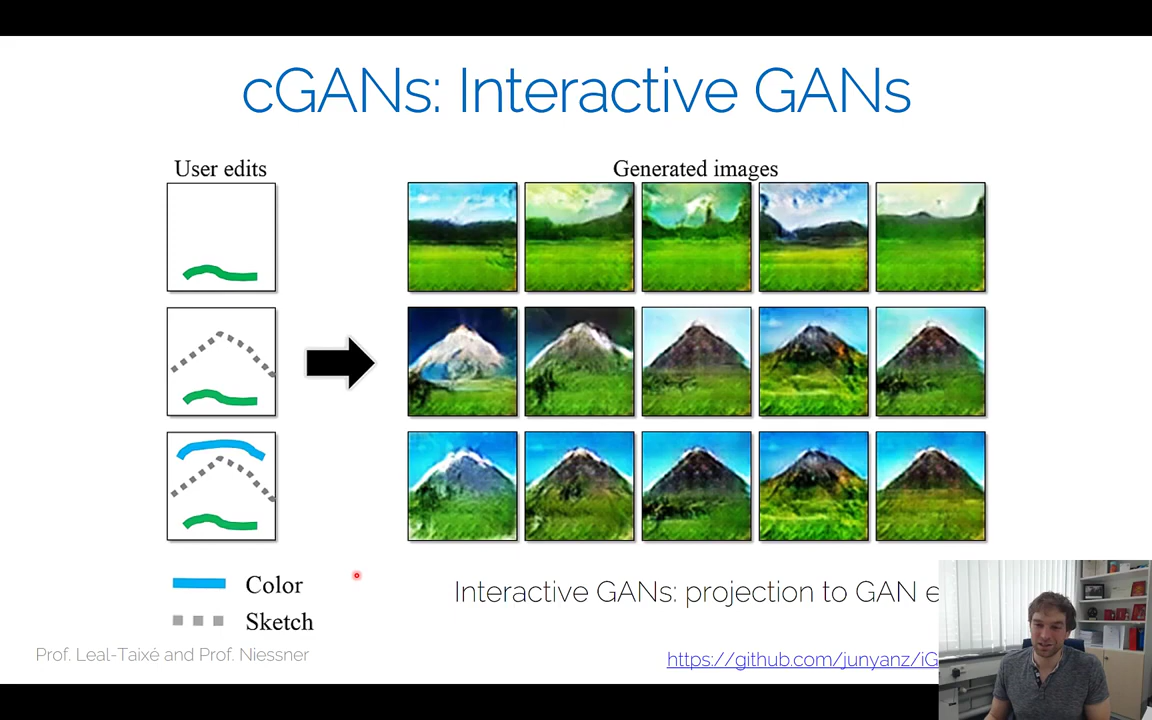 cGANs: Interactive GANs
User edits
Generated images
Color
Sketch
Interactive GANs: projection to GAN e
Prof. Leal-Taixé and Prof. Niessner
https://github.com/junyanz/iG